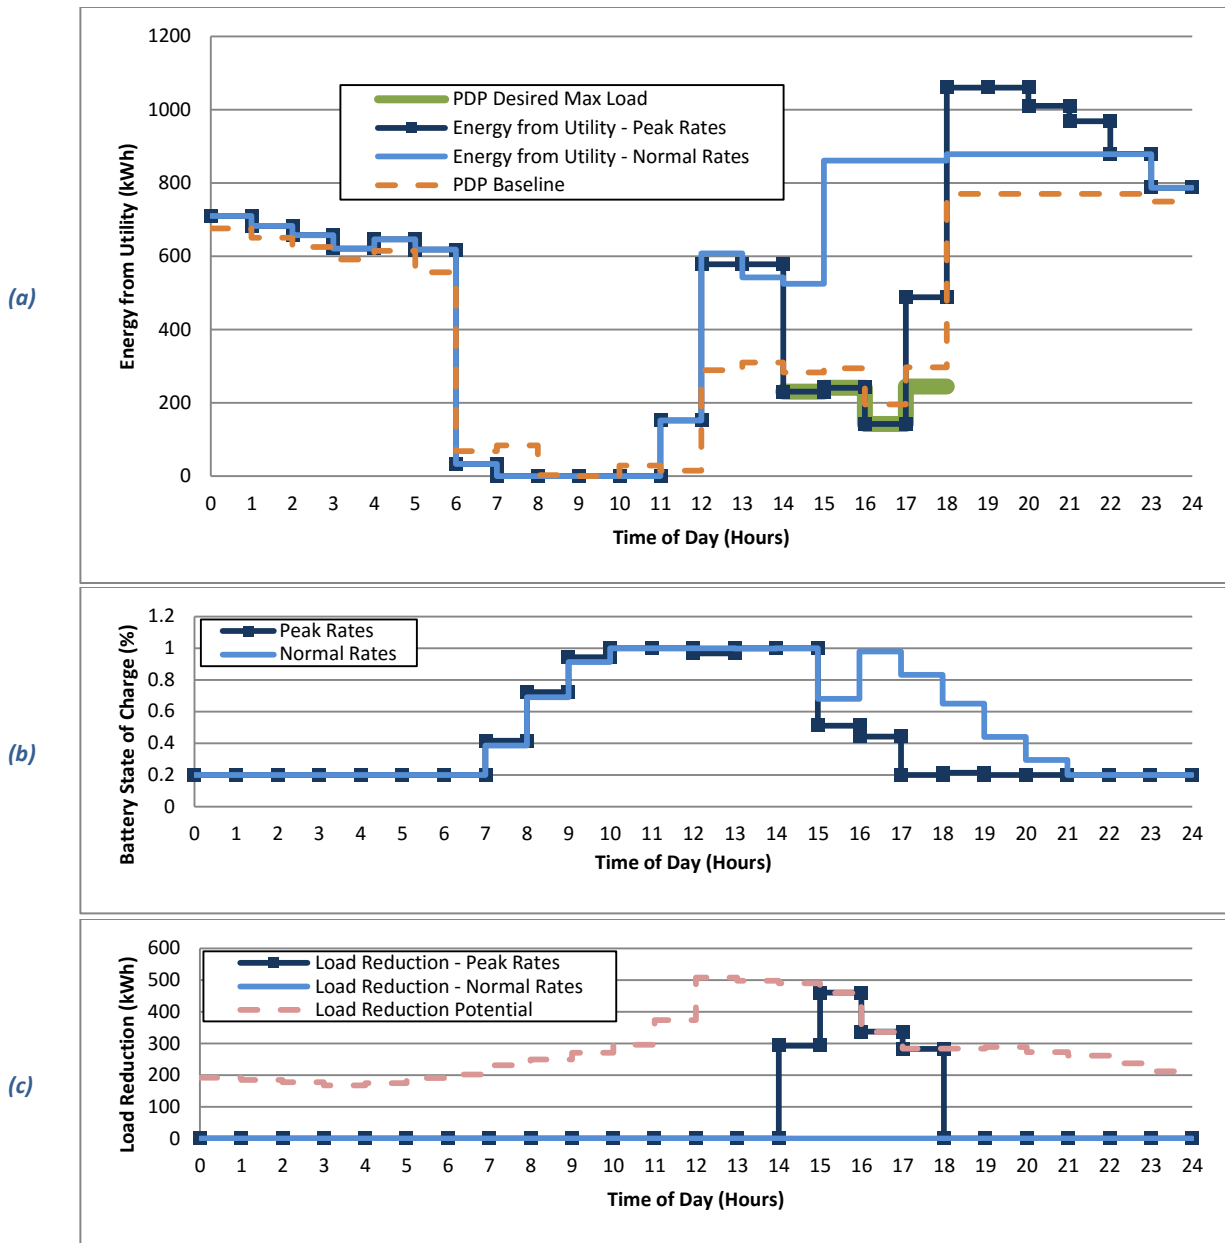 (a)
Energy from Utility (kWh)
1200
1000
800
600
400
200
0
PDP Desired Max Load
Energy from Utility - Peak Rates
Energy from Utility - Normal Rates
PDP Baseline
0 1 2 3 4 5 6 7 8 9 10 11 12 13 14 15 16 17 18 19 20 21 22 23 24
Time of Day (Hours)
(b)
Battery State of Charge (%)
1.2
1
0.8
0.6
0.4
0.2
0
Peak Rates
Normal Rates
0 1 2 3 4 5 6 7 8 9 10 11 12 13 14 15 16 17 18 19 20 21 22 23 24
Time of Day (Hours)
(c)
Load Reduction (kWh)
600
500
400
300
200
100
0
Load Reduction - Peak Rates
Load Reduction - Normal Rates
Load Reduction Potential
0 1 2 3 4 5 6 7 8 9 10 11 12 13 14 15 16 17 18 19 20 21 22 23 24
Time of Day (Hours)